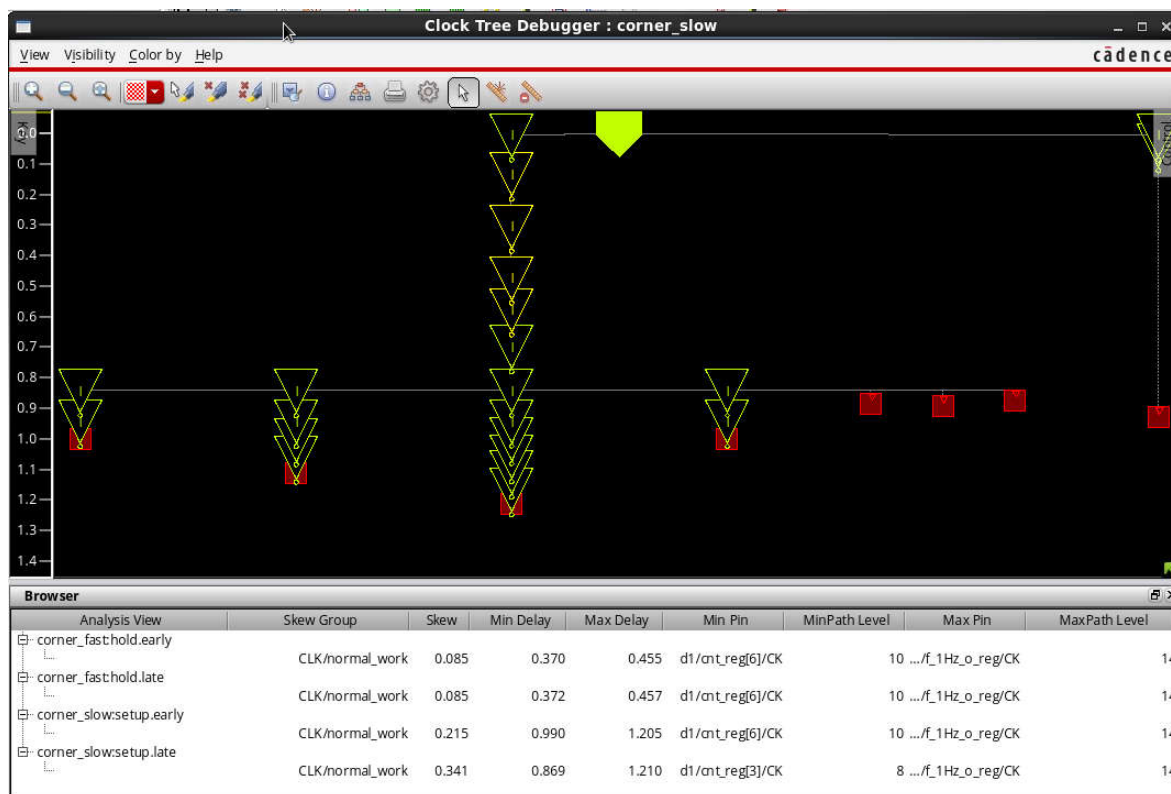 Clock Tree Debugger : corner_slow
View Visibility Color by Help
cādence
Key
0.0
0.1
0.2
0.3
0.4
0.5
0.6
0.7
0.8
0.9
1.0
1.1
1.2
1.3
1.4
Browser
Analysis View Skew Group Skew Min Delay Max Delay Min Pin MinPath Level Max Pin MaxPath Level
corner_fast:hold.early
CLK/normal_work 0.085 0.370 0.455 d1/cnt_reg[6]/CK 10 .../f_1Hz_o_reg/CK 14
corner_fast:hold.late
CLK/normal_work 0.085 0.372 0.457 d1/cnt_reg[6]/CK 10 .../f_1Hz_o_reg/CK 14
corner_slow:setup.early
CLK/normal_work 0.215 0.990 1.205 d1/cnt_reg[6]/CK 10 .../f_1Hz_o_reg/CK 14
corner_slow:setup.late
CLK/normal_work 0.341 0.869 1.210 d1/cnt_reg[3]/CK 8 .../f_1Hz_o_reg/CK 14